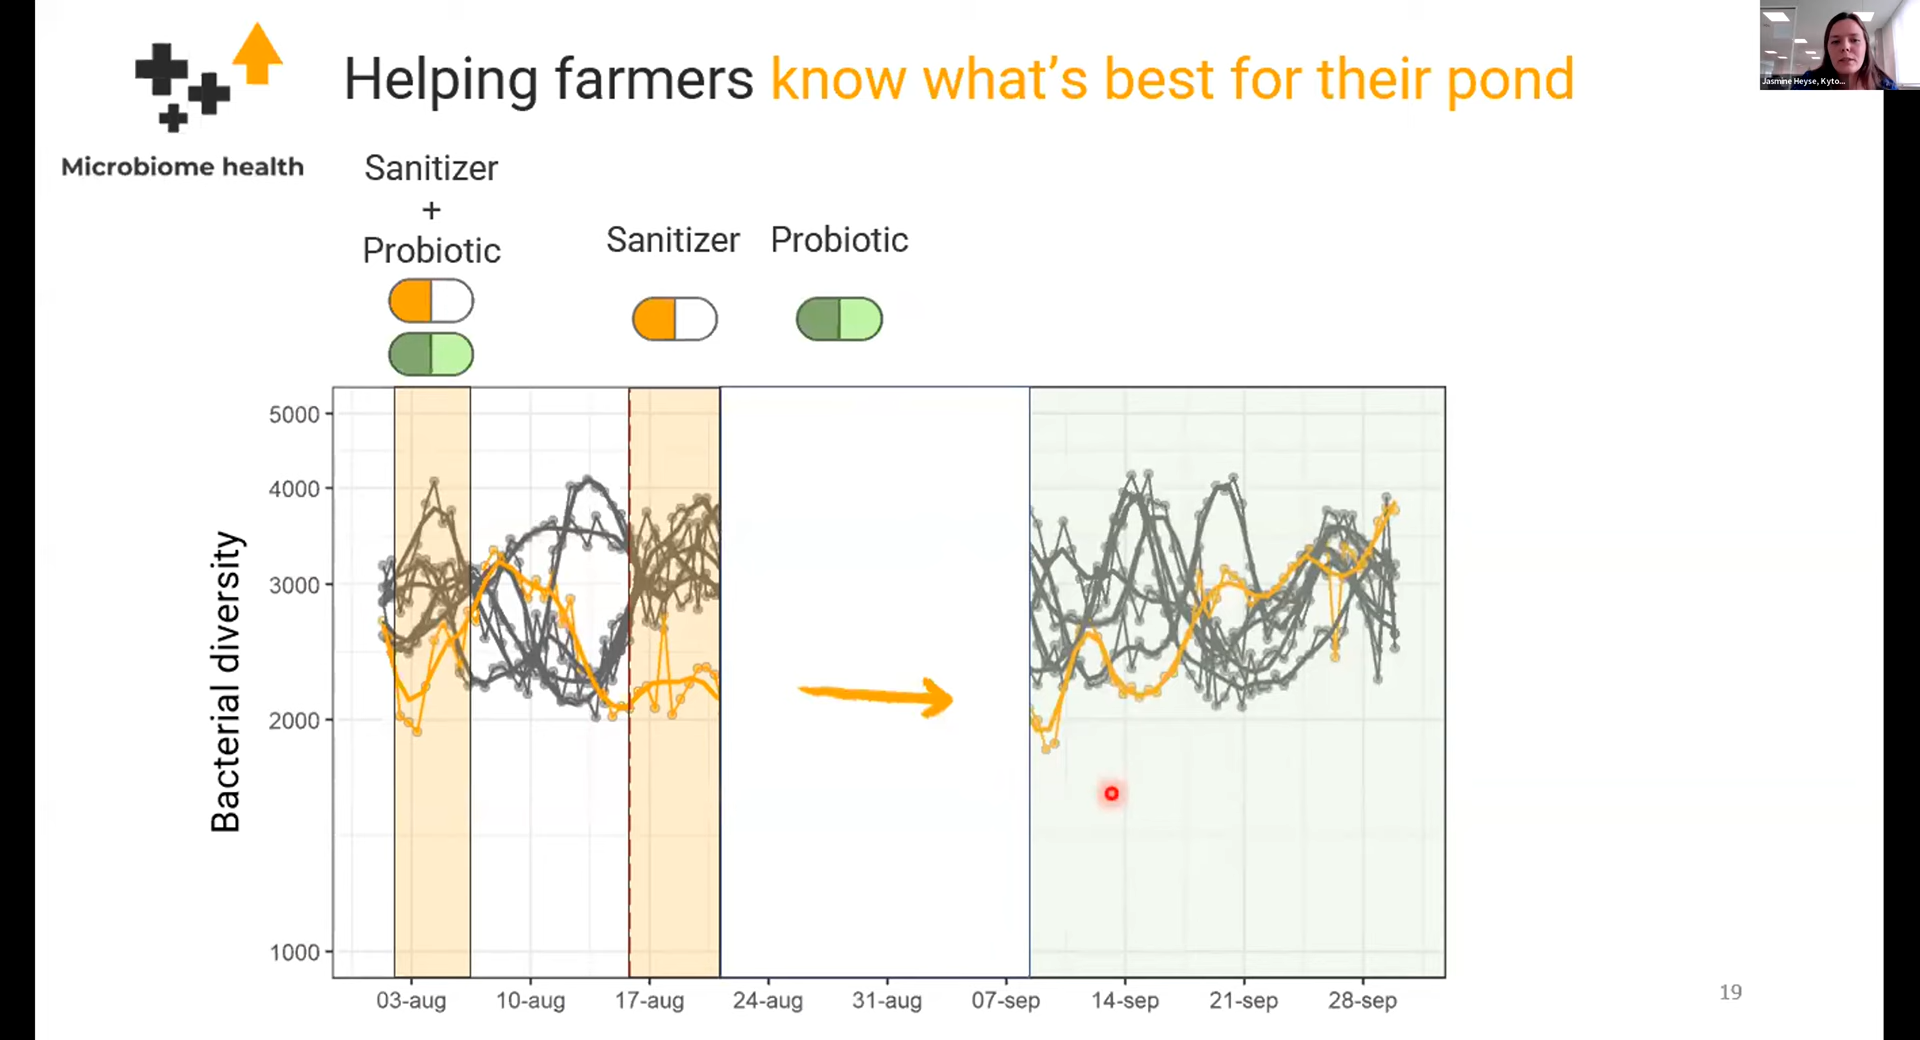 Helping farmers know what's best for their pond
Jasmine Heyse, Kyto...
Microbiome health
Sanitizer
+
Probiotic
Sanitizer
Probiotic
Bacterial diversity
5000
4000
3000
2000
1000
03-aug
10-aug
17-aug
24-aug
31-aug
07-sep
14-sep
21-sep
28-sep
19